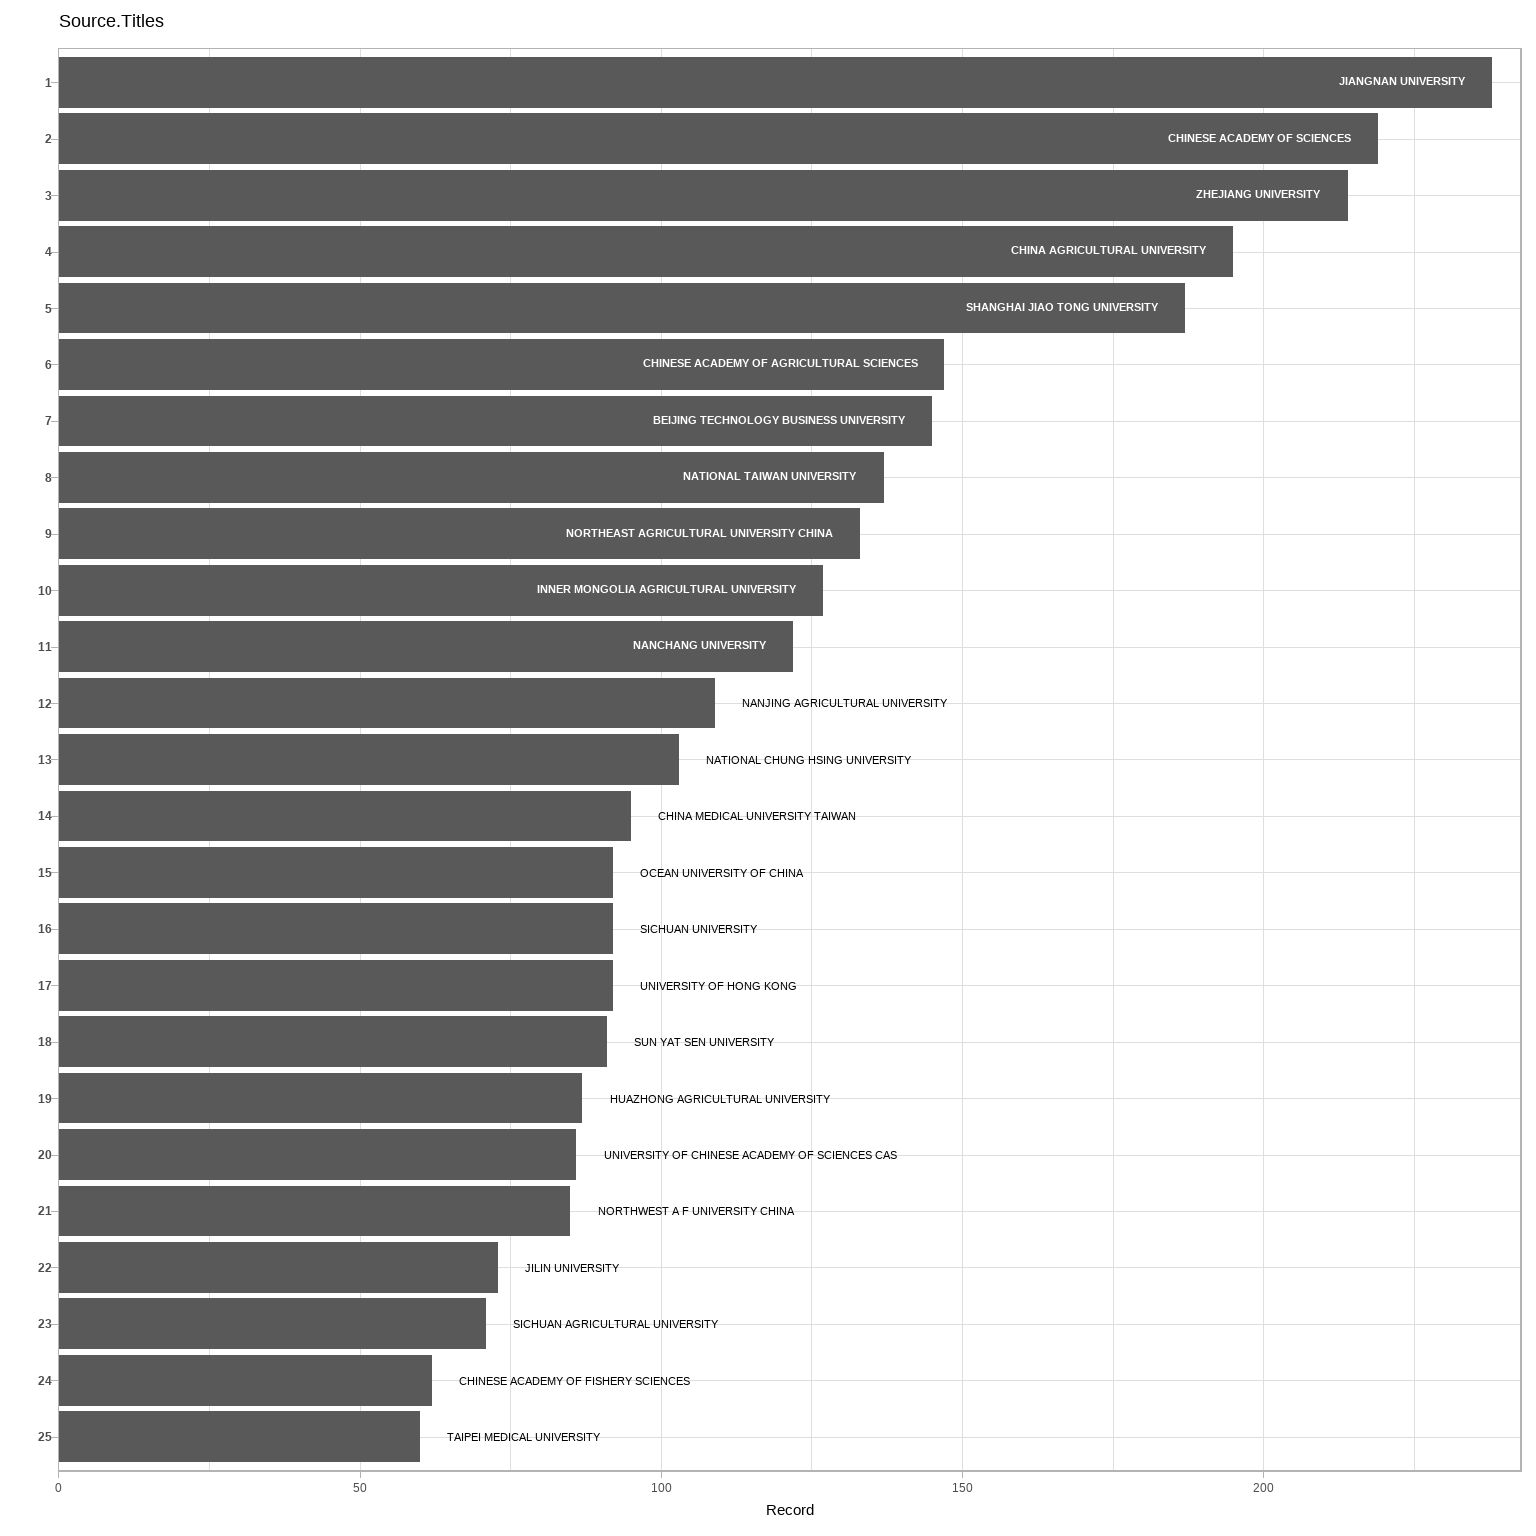 Source.Titles
1 JIANGNAN UNIVERSITY
2 CHINESE ACADEMY OF SCIENCES
3 ZHEJIANG UNIVERSITY
4 CHINA AGRICULTURAL UNIVERSITY
5 SHANGHAI JIAO TONG UNIVERSITY
6 CHINESE ACADEMY OF AGRICULTURAL SCIENCES
7 BEIJING TECHNOLOGY BUSINESS UNIVERSITY
8 NATIONAL TAIWAN UNIVERSITY
9 NORTHEAST AGRICULTURAL UNIVERSITY CHINA
10 INNER MONGOLIA AGRICULTURAL UNIVERSITY
11 NANCHANG UNIVERSITY
12 NANJING AGRICULTURAL UNIVERSITY
13 NATIONAL CHUNG HSING UNIVERSITY
14 CHINA MEDICAL UNIVERSITY TAIWAN
15 OCEAN UNIVERSITY OF CHINA
16 SICHUAN UNIVERSITY
17 UNIVERSITY OF HONG KONG
18 SUN YAT SEN UNIVERSITY
19 HUAZHONG AGRICULTURAL UNIVERSITY
20 UNIVERSITY OF CHINESE ACADEMY OF SCIENCES CAS
21 NORTHWEST A F UNIVERSITY CHINA
22 JILIN UNIVERSITY
23 SICHUAN AGRICULTURAL UNIVERSITY
24 CHINESE ACADEMY OF FISHERY SCIENCES
25 TAIPEI MEDICAL UNIVERSITY
0 50 100 150 200
Record